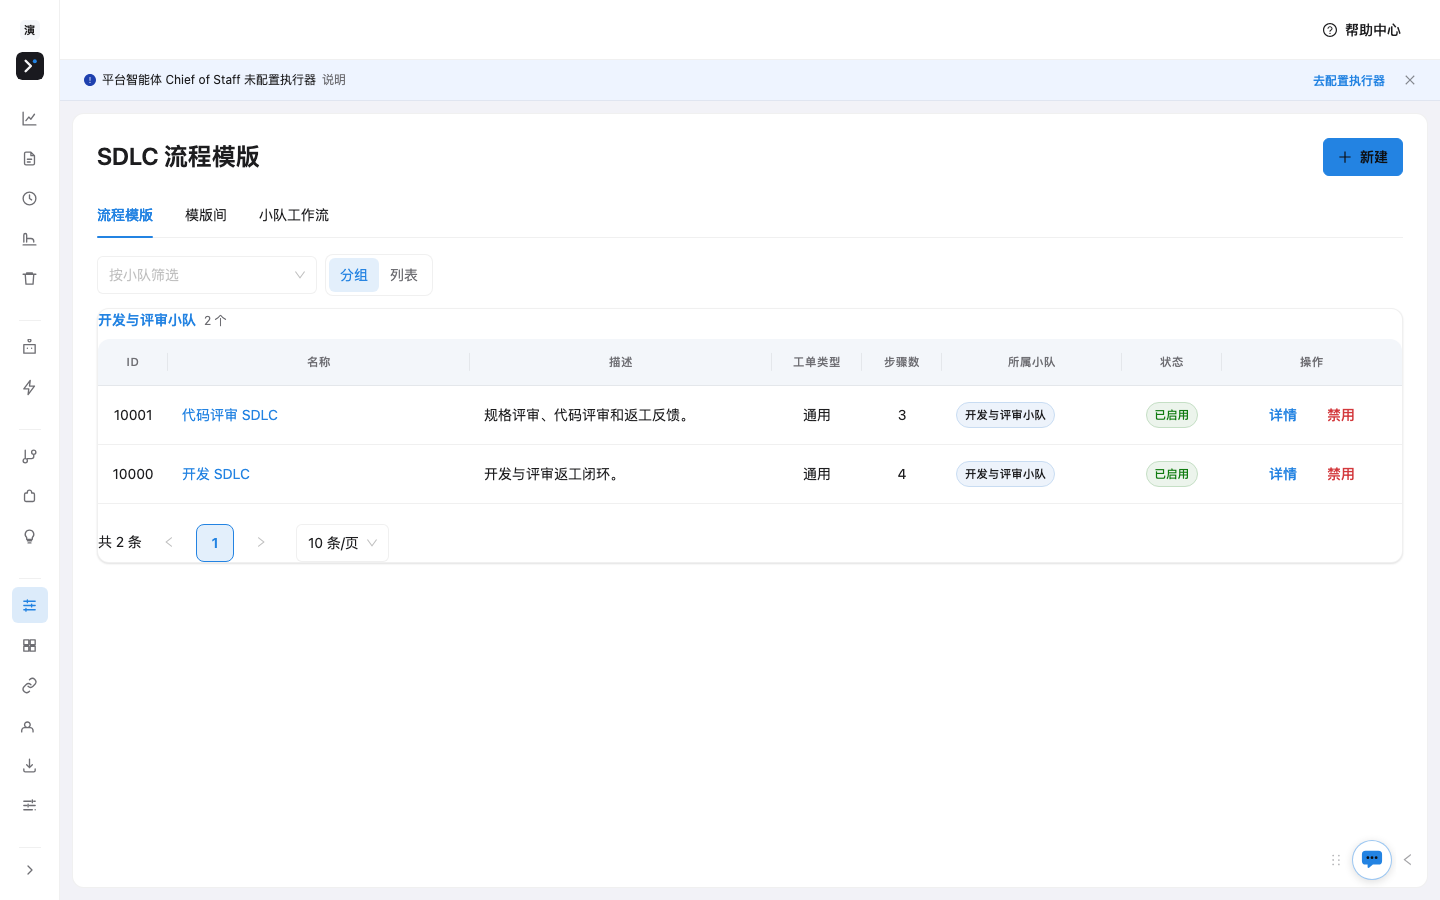 演
帮助中心
平台智能体 Chief of Staff 未配置执行器 说明
去配置执行器
SDLC 流程模版
新建
流程模版 模版间 小队工作流
按小队筛选 分组 列表
开发与评审小队 2 个
ID 名称 描述 工单类型 步骤数 所属小队 状态 操作
10001 代码评审 SDLC 规格评审、代码评审和返工反馈。 通用 3 开发与评审小队 已启用 详情 禁用
10000 开发 SDLC 开发与评审返工闭环。 通用 4 开发与评审小队 已启用 详情 禁用
共 2 条 1 10 条/页